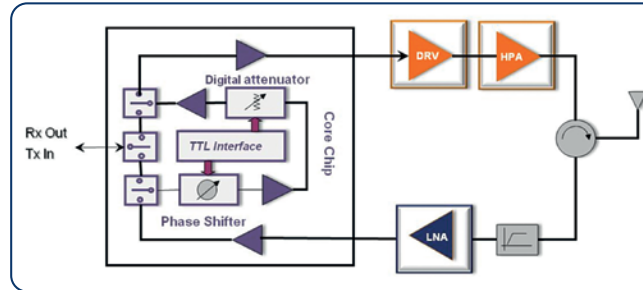 DRV
HPA
Digital attenuator
Rx Out
Tx In
TTL Interface
Core Chip
Phase Shifter
LNA